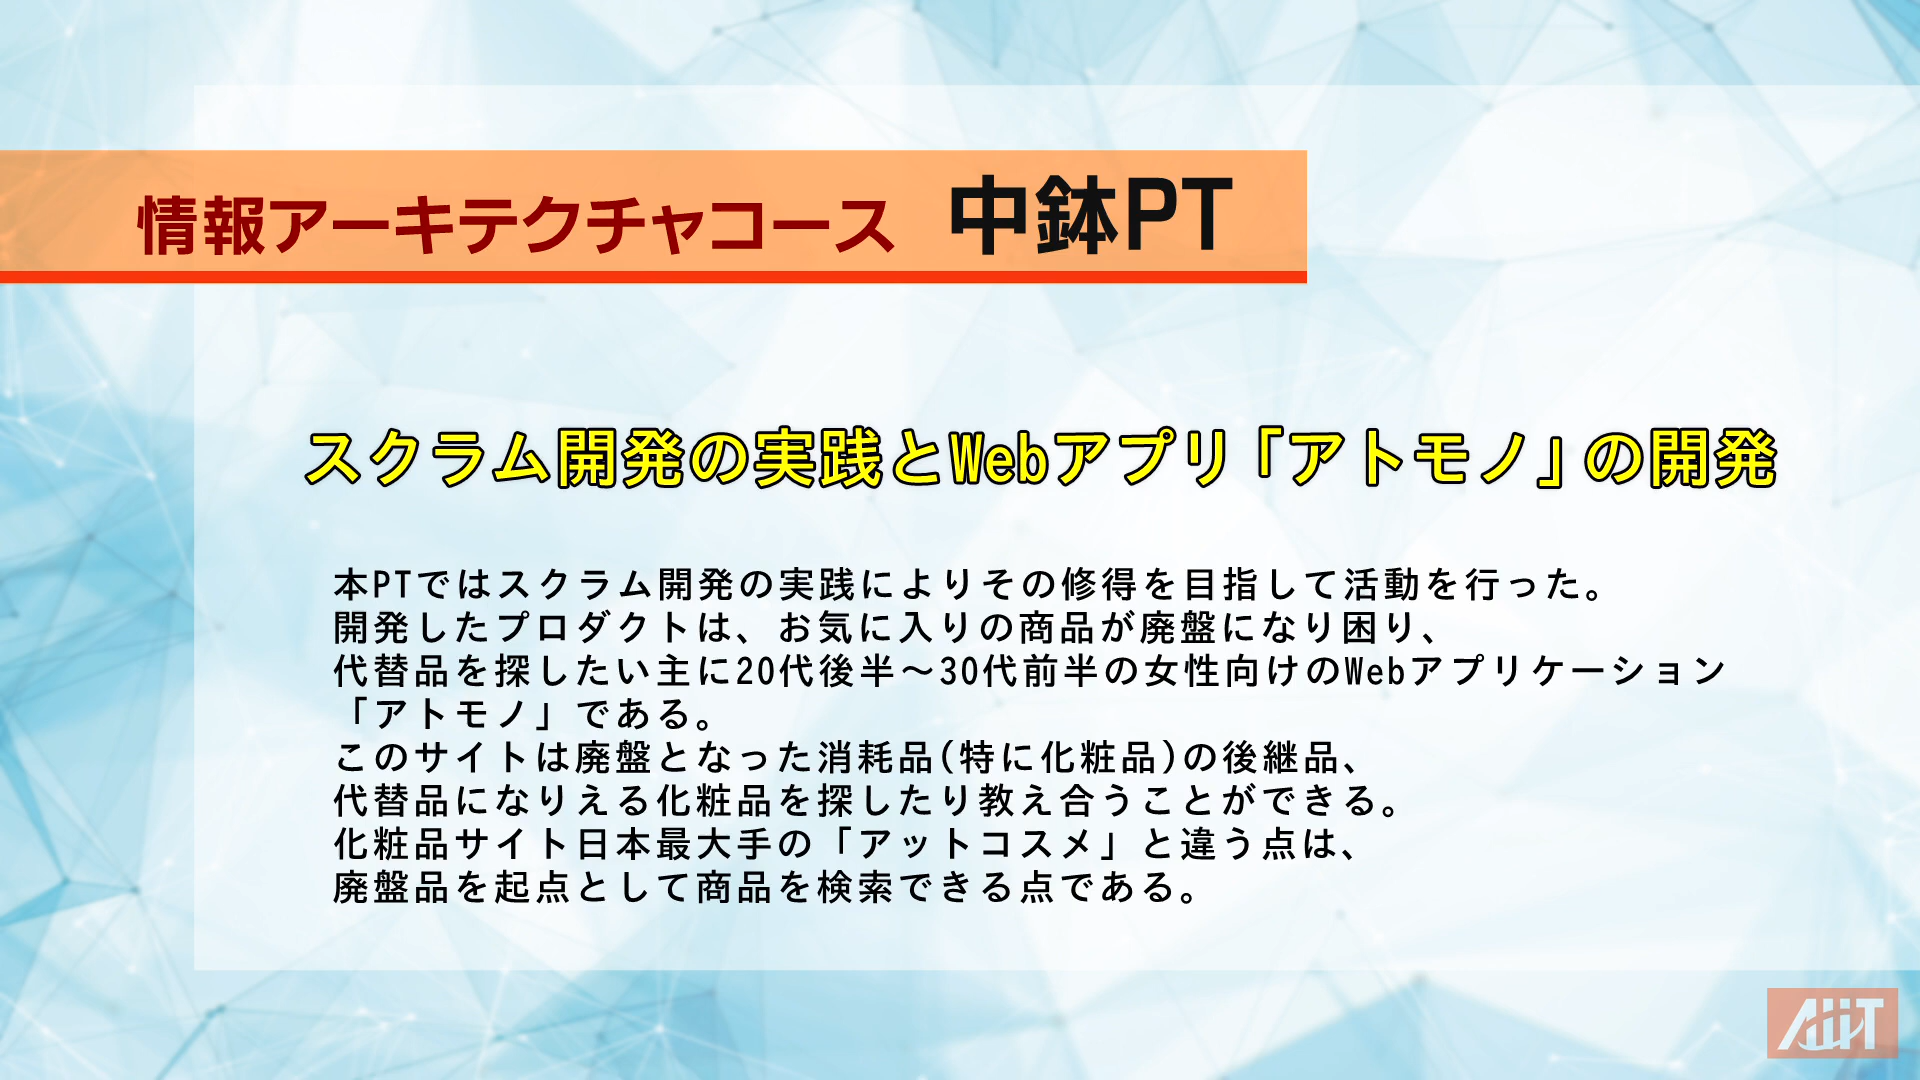 情報アーキテクチャコース 中鉢PT
スクラム開発の実践とWebアプリ「アトモノ」の開発
本PTではスクラム開発の実践によりその修得を目指して活動を行った。
開発したプロダクトは、お気に入りの商品が廃盤になり困り、
代替品を探したい主に20代後半～30代前半の女性向けのWebアプリケーション
「アトモノ」である。
このサイトは廃盤となった消耗品(特に化粧品)の後継品、
代替品になりえる化粧品を探したり教え合うことができる。
化粧品サイト日本最大手の「アットコスメ」と違う点は、
廃盤品を起点として商品を検索できる点である。
AIIT